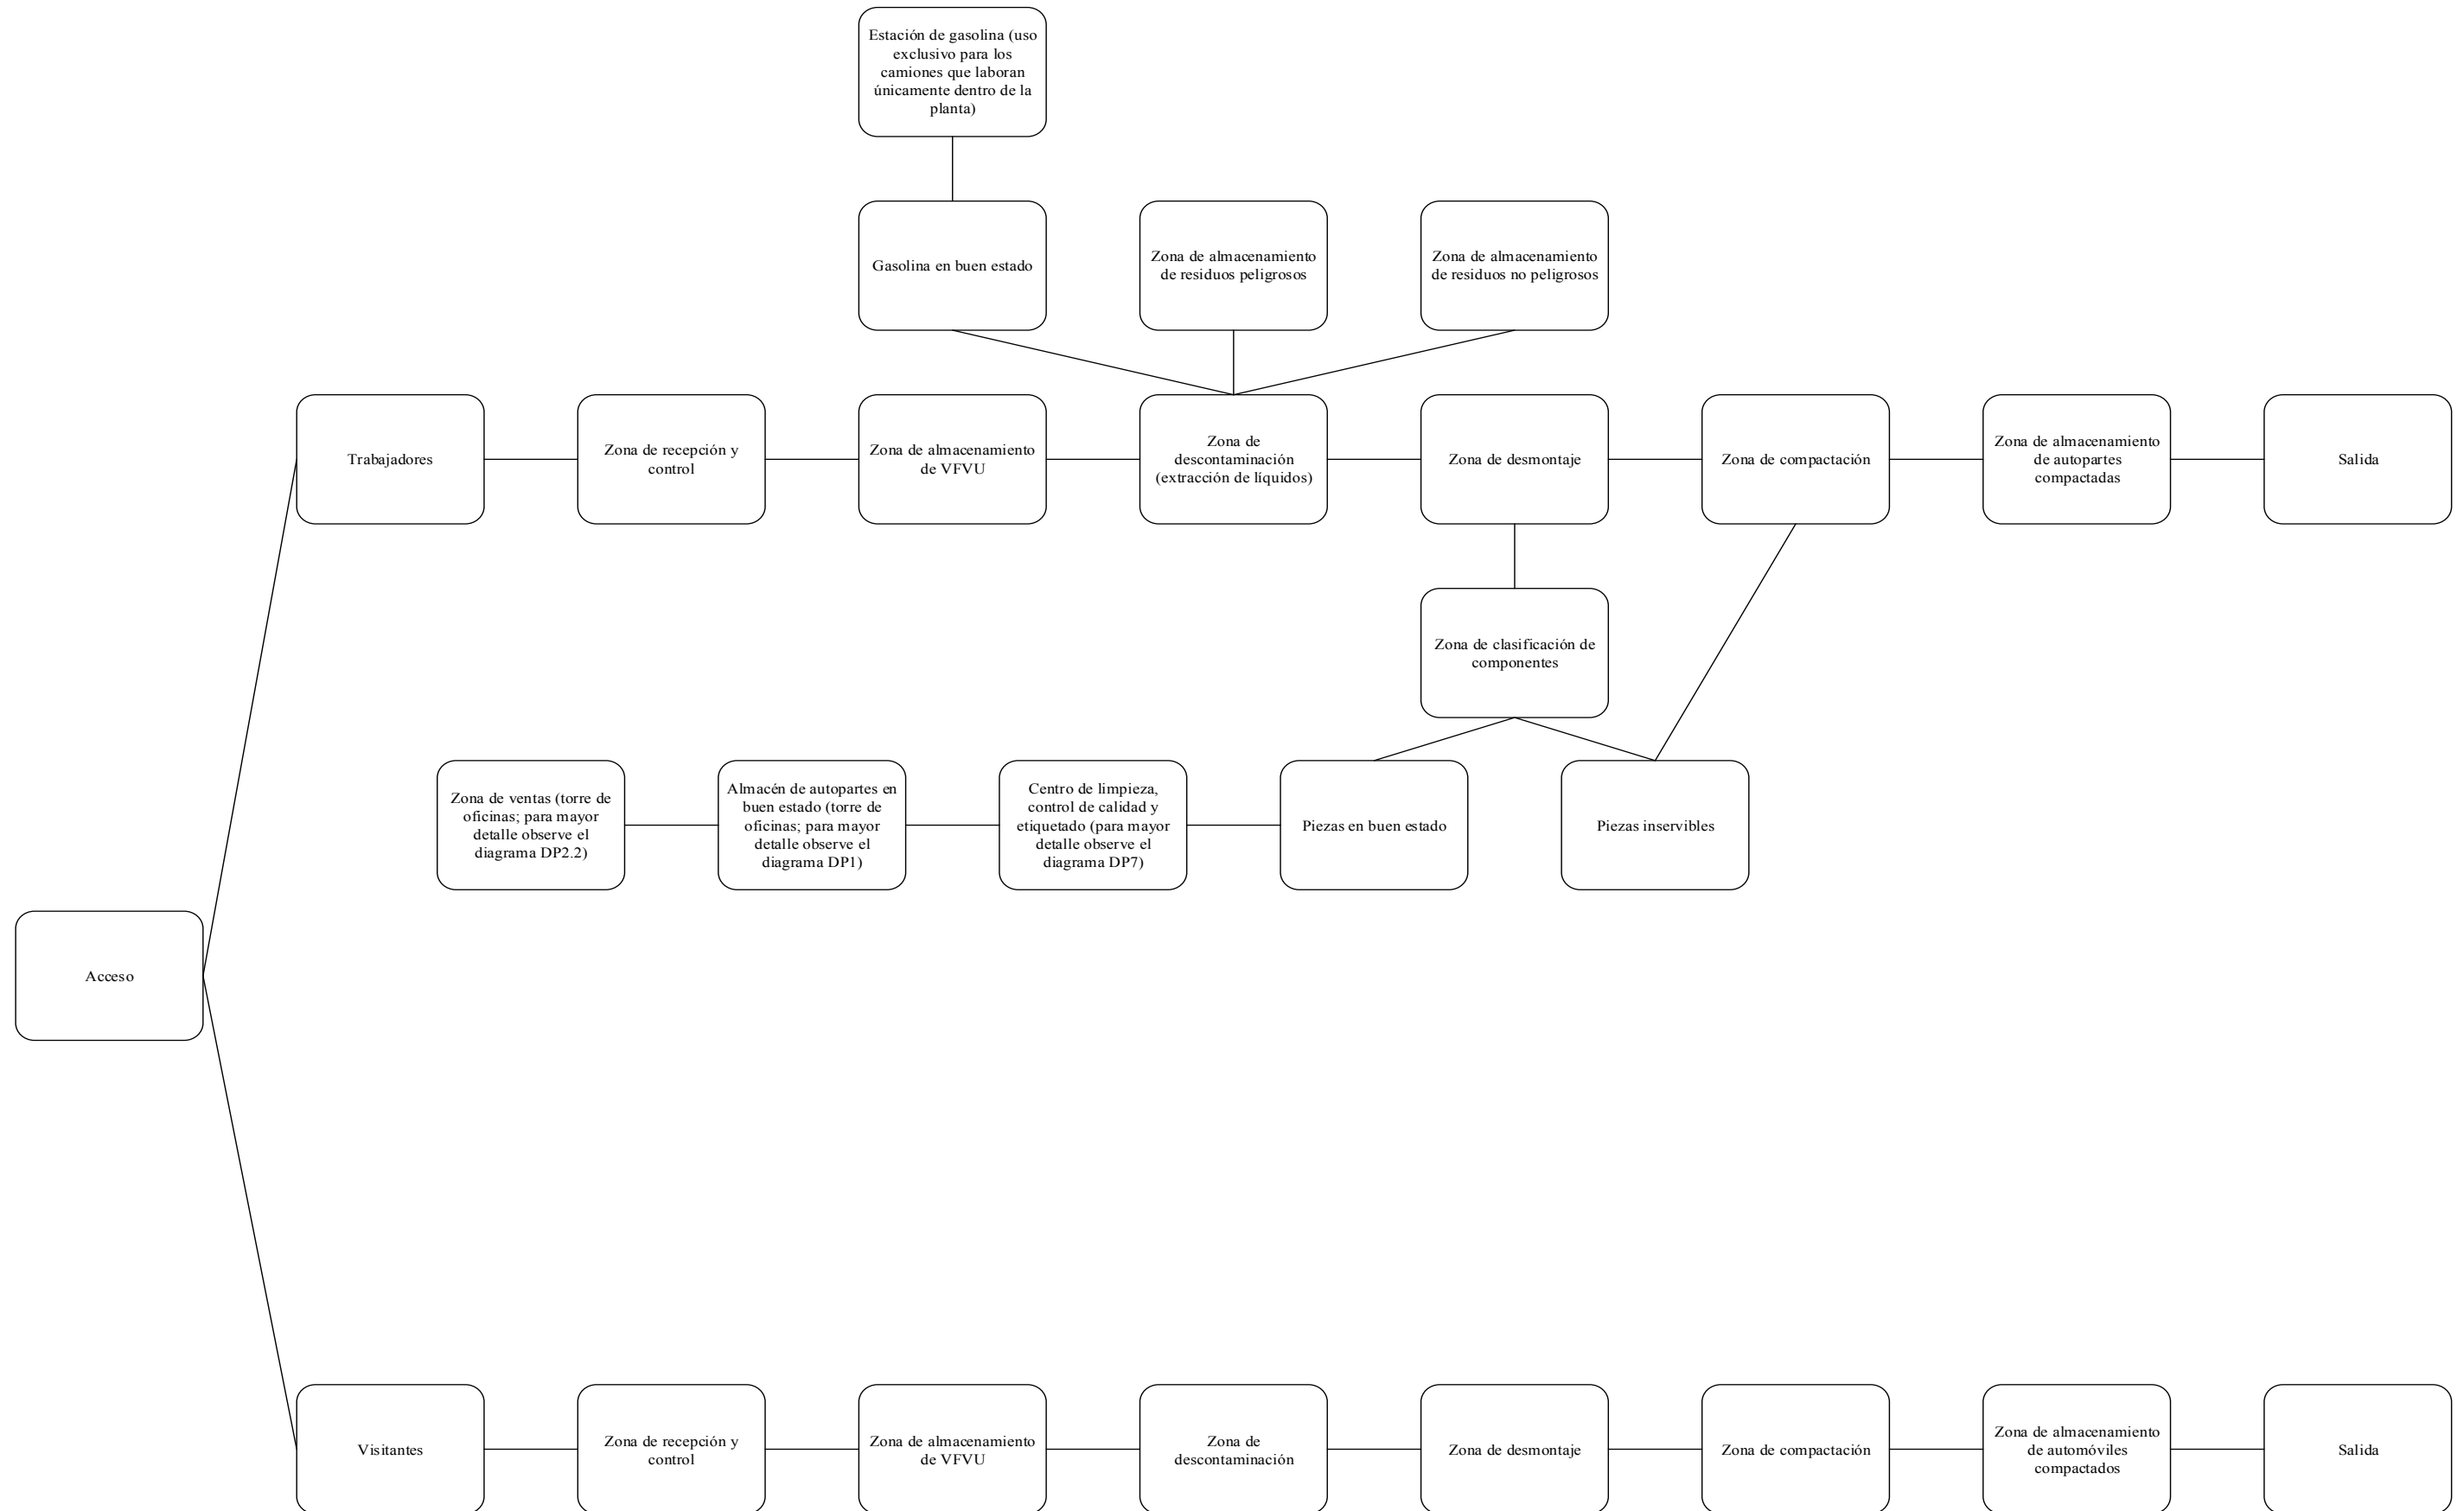 Estación de gasolina (uso
exclusivo para los
camiones que laboran
únicamente dentro de la
planta)
Gasolina en buen estado
Zona de almacenamiento
de residuos peligrosos
Zona de almacenamiento
de residuos no peligrosos
Trabajadores
Zona de recepción y
control
Zona de almacenamiento
de VFVU
Zona de
descontaminación
(extracción de líquidos)
Zona de desmontaje
Zona de compactación
Zona de almacenamiento
de autopartes
compactadas
Salida
Zona de clasificación de
componentes
Zona de ventas (torre de
oficinas; para mayor
detalle observe el
diagrama DP2.2)
Almacén de autopartes en
buen estado (torre de
oficinas; para mayor
detalle observe el
diagrama DP1)
Centro de limpieza,
control de calidad y
etiquetado (para mayor
detalle observe el
diagrama DP7)
Piezas en buen estado
Piezas inservibles
Acceso
Visitantes
Zona de recepción y
control
Zona de almacenamiento
de VFVU
Zona de
descontaminación
Zona de desmontaje
Zona de compactación
Zona de almacenamiento
de automóviles
compactados
Salida